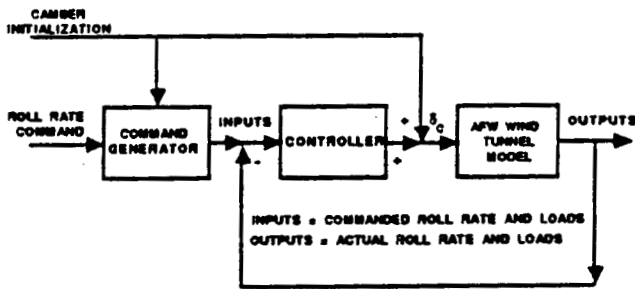 CAMBER
INITIALIZATION
ROLL RATE
COMMAND
COMMAND
GENERATOR
INPUTS
-
CONTROLLER
+
+
δc
AFW WIND
TUNNEL
MODEL
OUTPUTS
INPUTS = COMMANDED ROLL RATE AND LOADS
OUTPUTS = ACTUAL ROLL RATE AND LOADS